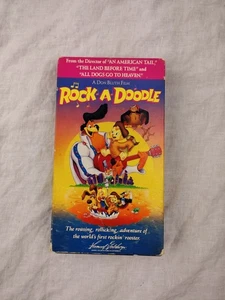 From the Director of "AN AMERICAN TAIL,"
"THE LAND BEFORE TIME" and
"ALL DOGS GO TO HEAVEN"
A DON BLUTH FILM
ROCK A DOODLE
The rousing, rollicking, adventure of
the world's first rockin' rooster.